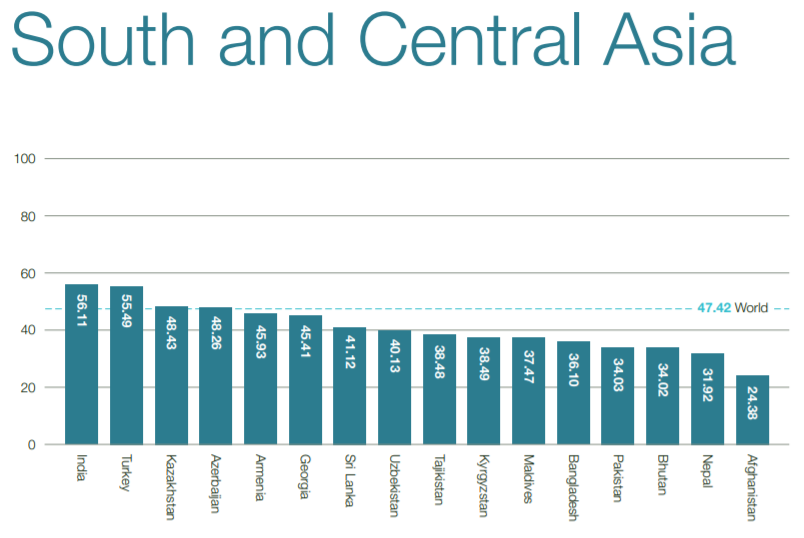 South and Central Asia
100
80
60
40
20
0
47.42 World
56.11
55.49
48.43
48.26
45.93
45.41
41.12
40.13
38.48
38.49
37.47
36.10
34.03
34.02
31.92
24.38
India
Turkey
Kazakhstan
Azerbaijan
Armenia
Georgia
Sri Lanka
Uzbekistan
Tajikistan
Kyrgyzstan
Maldives
Bangladesh
Pakistan
Bhutan
Nepal
Afghanistan